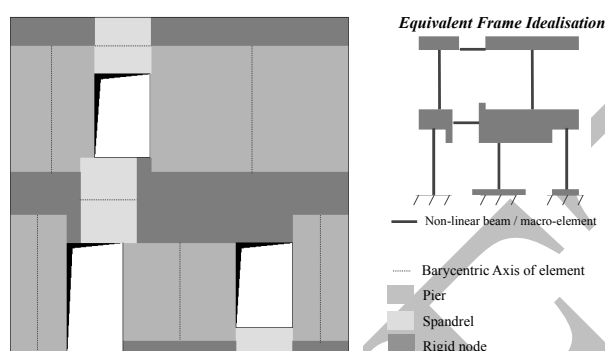 Equivalent Frame Idealisation
Non-linear beam / macro-element
Barycentric Axis of element
Pier
Spandrel
Rigid node